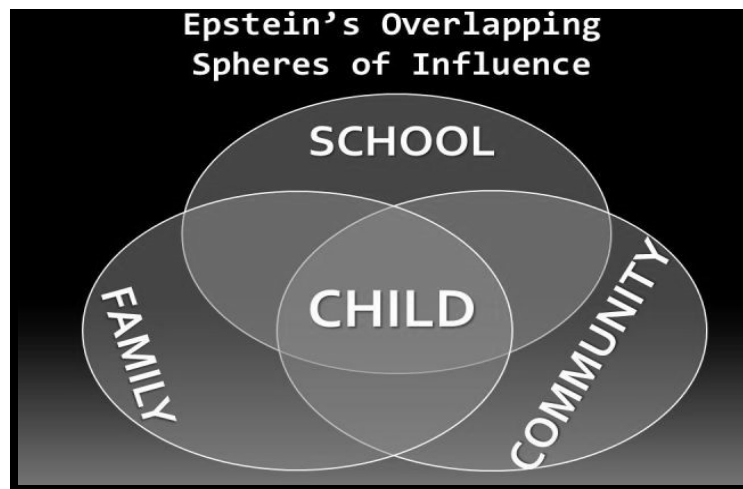 Epstein’s Overlapping
Spheres of Influence
SCHOOL
FAMILY
CHILD
COMMUNITY